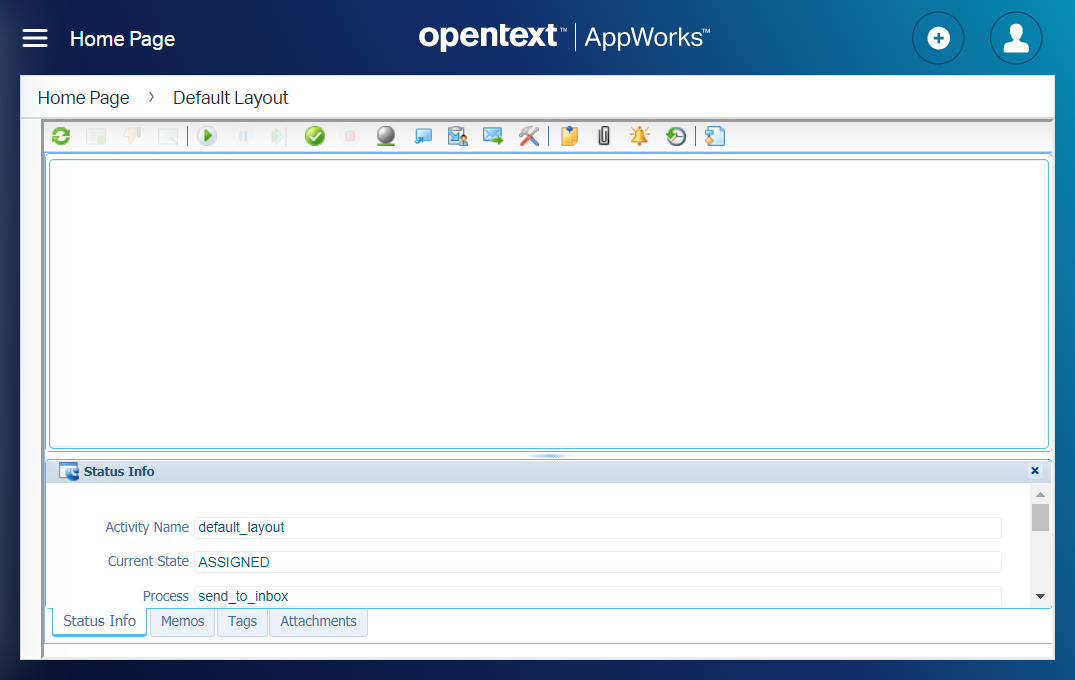 Home Page
opentext™ | AppWorks™
Home Page > Default Layout
Status Info
Activity Name default_layout
Current State ASSIGNED
Process send_to_inbox
Status Info Memos Tags Attachments